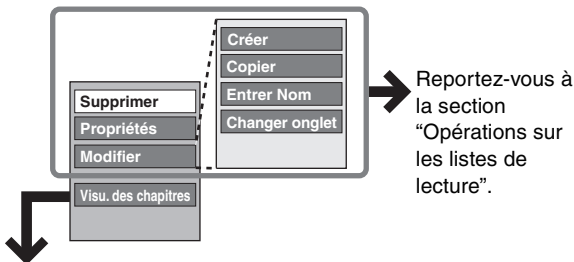 Créer
Copier
Entrer Nom
Changer onglet
Supprimer
Propriétés
Modifier
Visu. des chapitres
Reportez-vous à
la section
“Opérations sur
les listes de
lecture”.